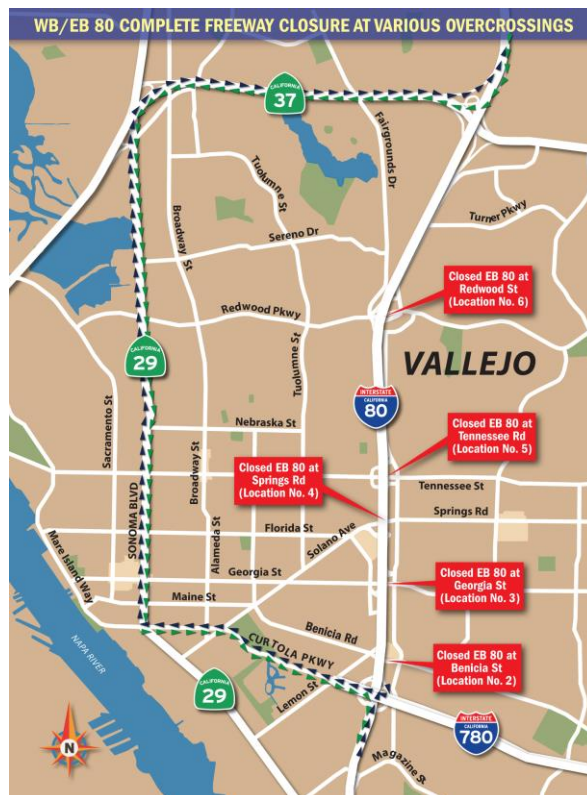 WB/EB 80 COMPLETE FREEWAY CLOSURE AT VARIOUS OVERCROSSINGS
CALIFORNIA
37
Fairgrounds Dr
Tuolumne St
Broadway St
Turner Pkwy
Sereno Dr
Closed EB 80 at
Redwood St
(Location No. 6)
Redwood Pkwy
VALLEJO
CALIFORNIA
29
Tuolumne St
INTERSTATE
CALIFORNIA
80
Sacramento St
Nebraska St
Closed EB 80 at
Tennessee Rd
(Location No. 5)
Broadway St
Closed EB 80 at
Springs Rd
(Location No. 4)
Tennessee St
SONOMA BLVD
Springs Rd
Florida St
Solano Ave
Alameda St
Mare Island Way
Georgia St
Closed EB 80 at
Georgia St
(Location No. 3)
Maine St
Benicia Rd
CURTOLA PKWY
Closed EB 80 at
Benicia St
(Location No. 2)
NAPA RIVER
CALIFORNIA
29
Lemon St
INTERSTATE
CALIFORNIA
780
N
Magazine St